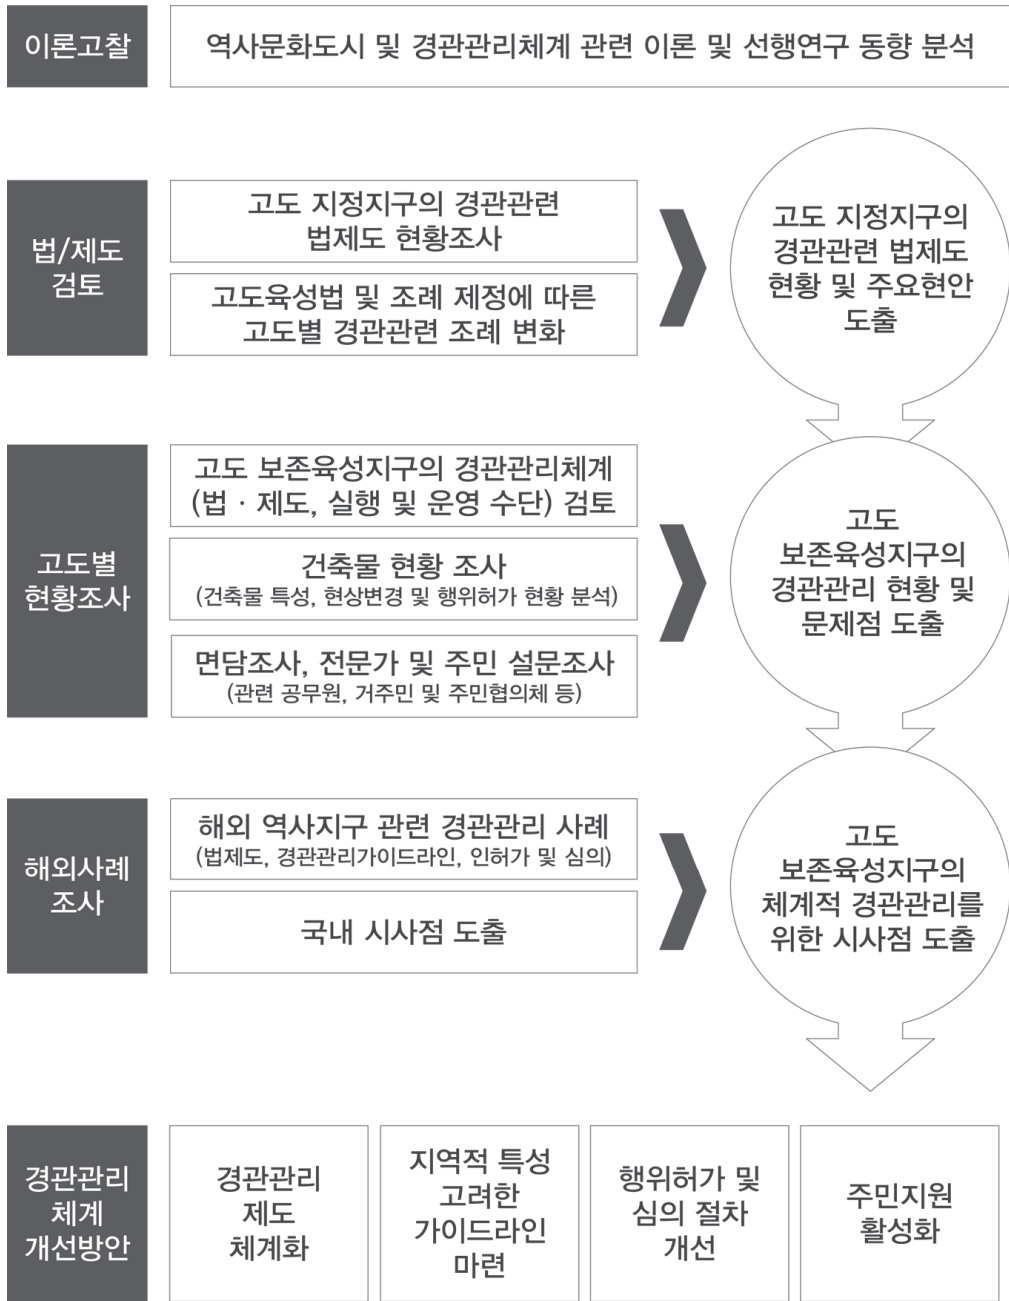 이론고찰
역사문화도시 및 경관관리체계 관련 이론 및 선행연구 동향 분석
법/제도
검토
고도 지정지구의 경관관련
법제도 현황조사
고도육성법 및 조례 제정에 따른
고도별 경관관련 조례 변화
고도 지정지구의
경관관련 법제도
현황 및 주요현안
도출
고도별
현황조사
고도 보존육성지구의 경관관리체계
(법 · 제도, 실행 및 운영 수단) 검토
건축물 현황 조사
(건축물 특성, 현상변경 및 행위허가 현황 분석)
면담조사, 전문가 및 주민 설문조사
(관련 공무원, 거주민 및 주민협의체 등)
고도
보존육성지구의
경관관리 현황 및
문제점 도출
해외사례
조사
해외 역사지구 관련 경관관리 사례
(법제도, 경관관리가이드라인, 인허가 및 심의)
국내 시사점 도출
고도
보존육성지구의
체계적 경관관리를
위한 시사점 도출
경관관리
체계
개선방안
경관관리
제도
체계화
지역적 특성
고려한
가이드라인
마련
행위허가 및
심의 절차
개선
주민지원
활성화